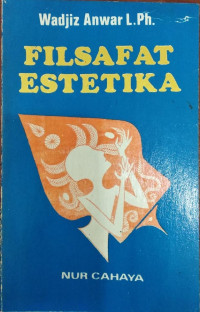 Wadjiz Anwar L.Ph.
FILSAFAT
ESTETIKA
NUR CAHAYA